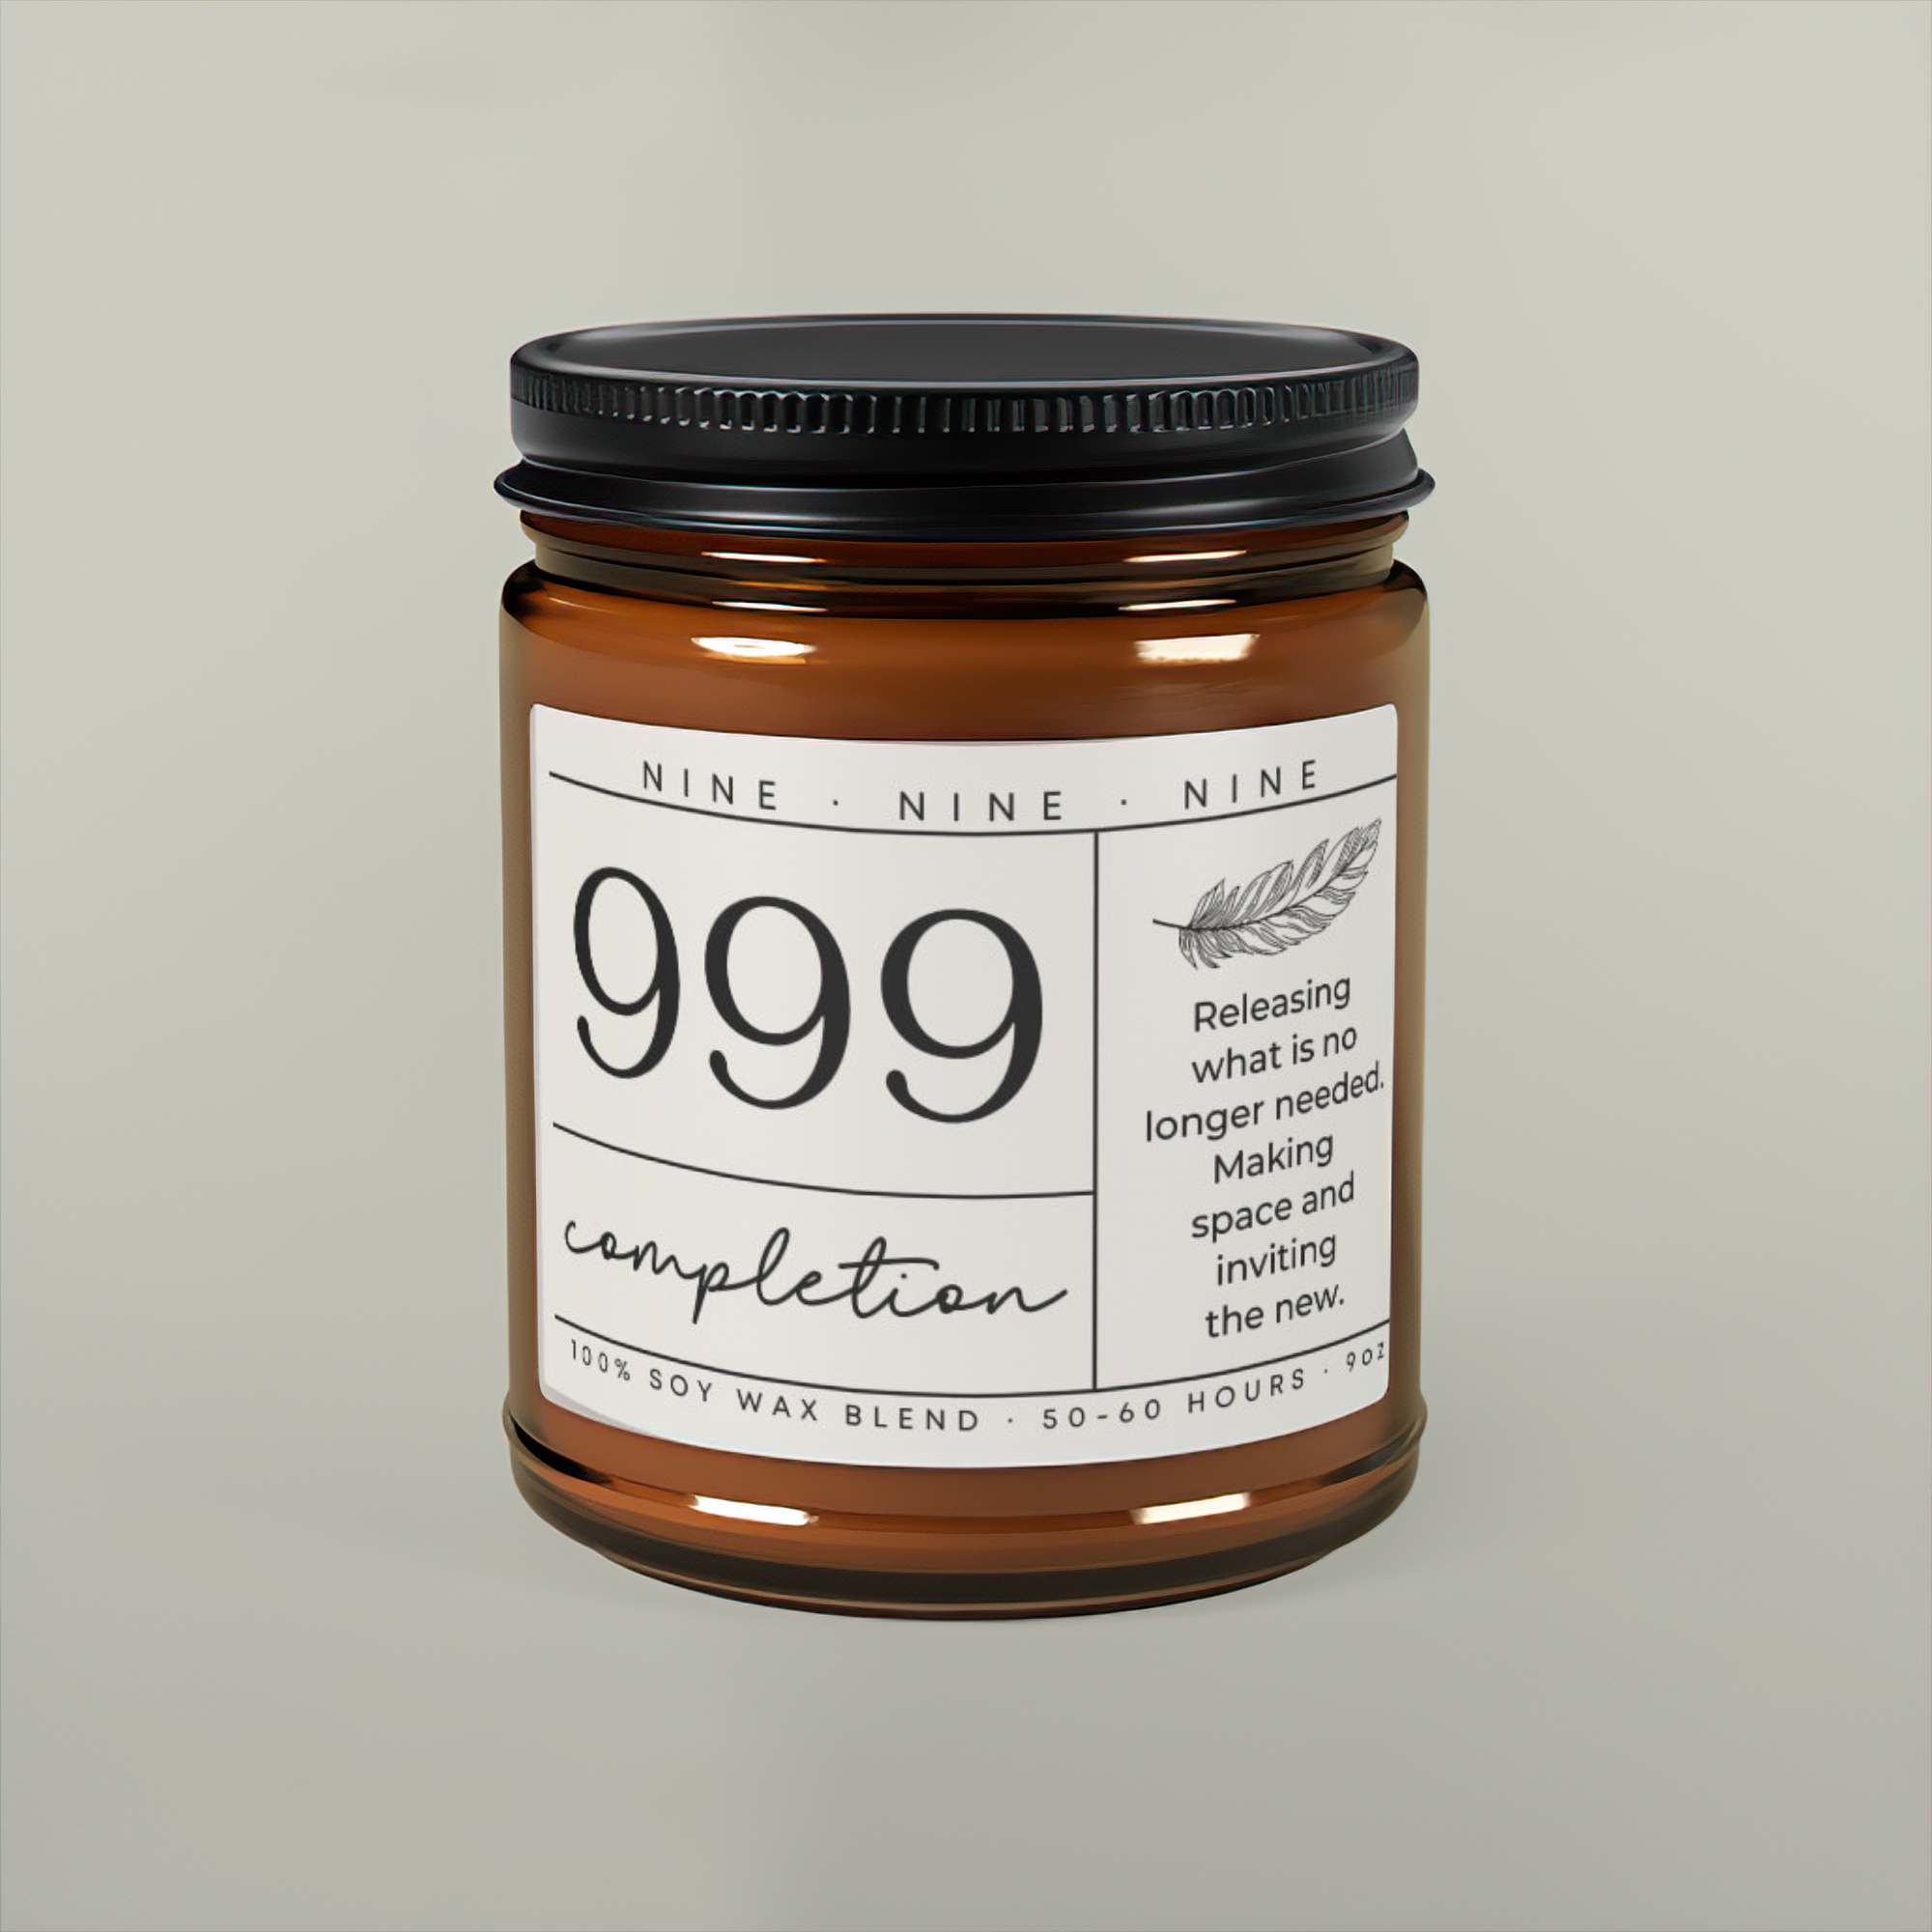 NINE · NINE · NINE
999
completion
Releasing
what is no
longer needed.
Making
space and
inviting
the new.
100% SOY WAX BLEND · 50-60 HOURS · 9oz